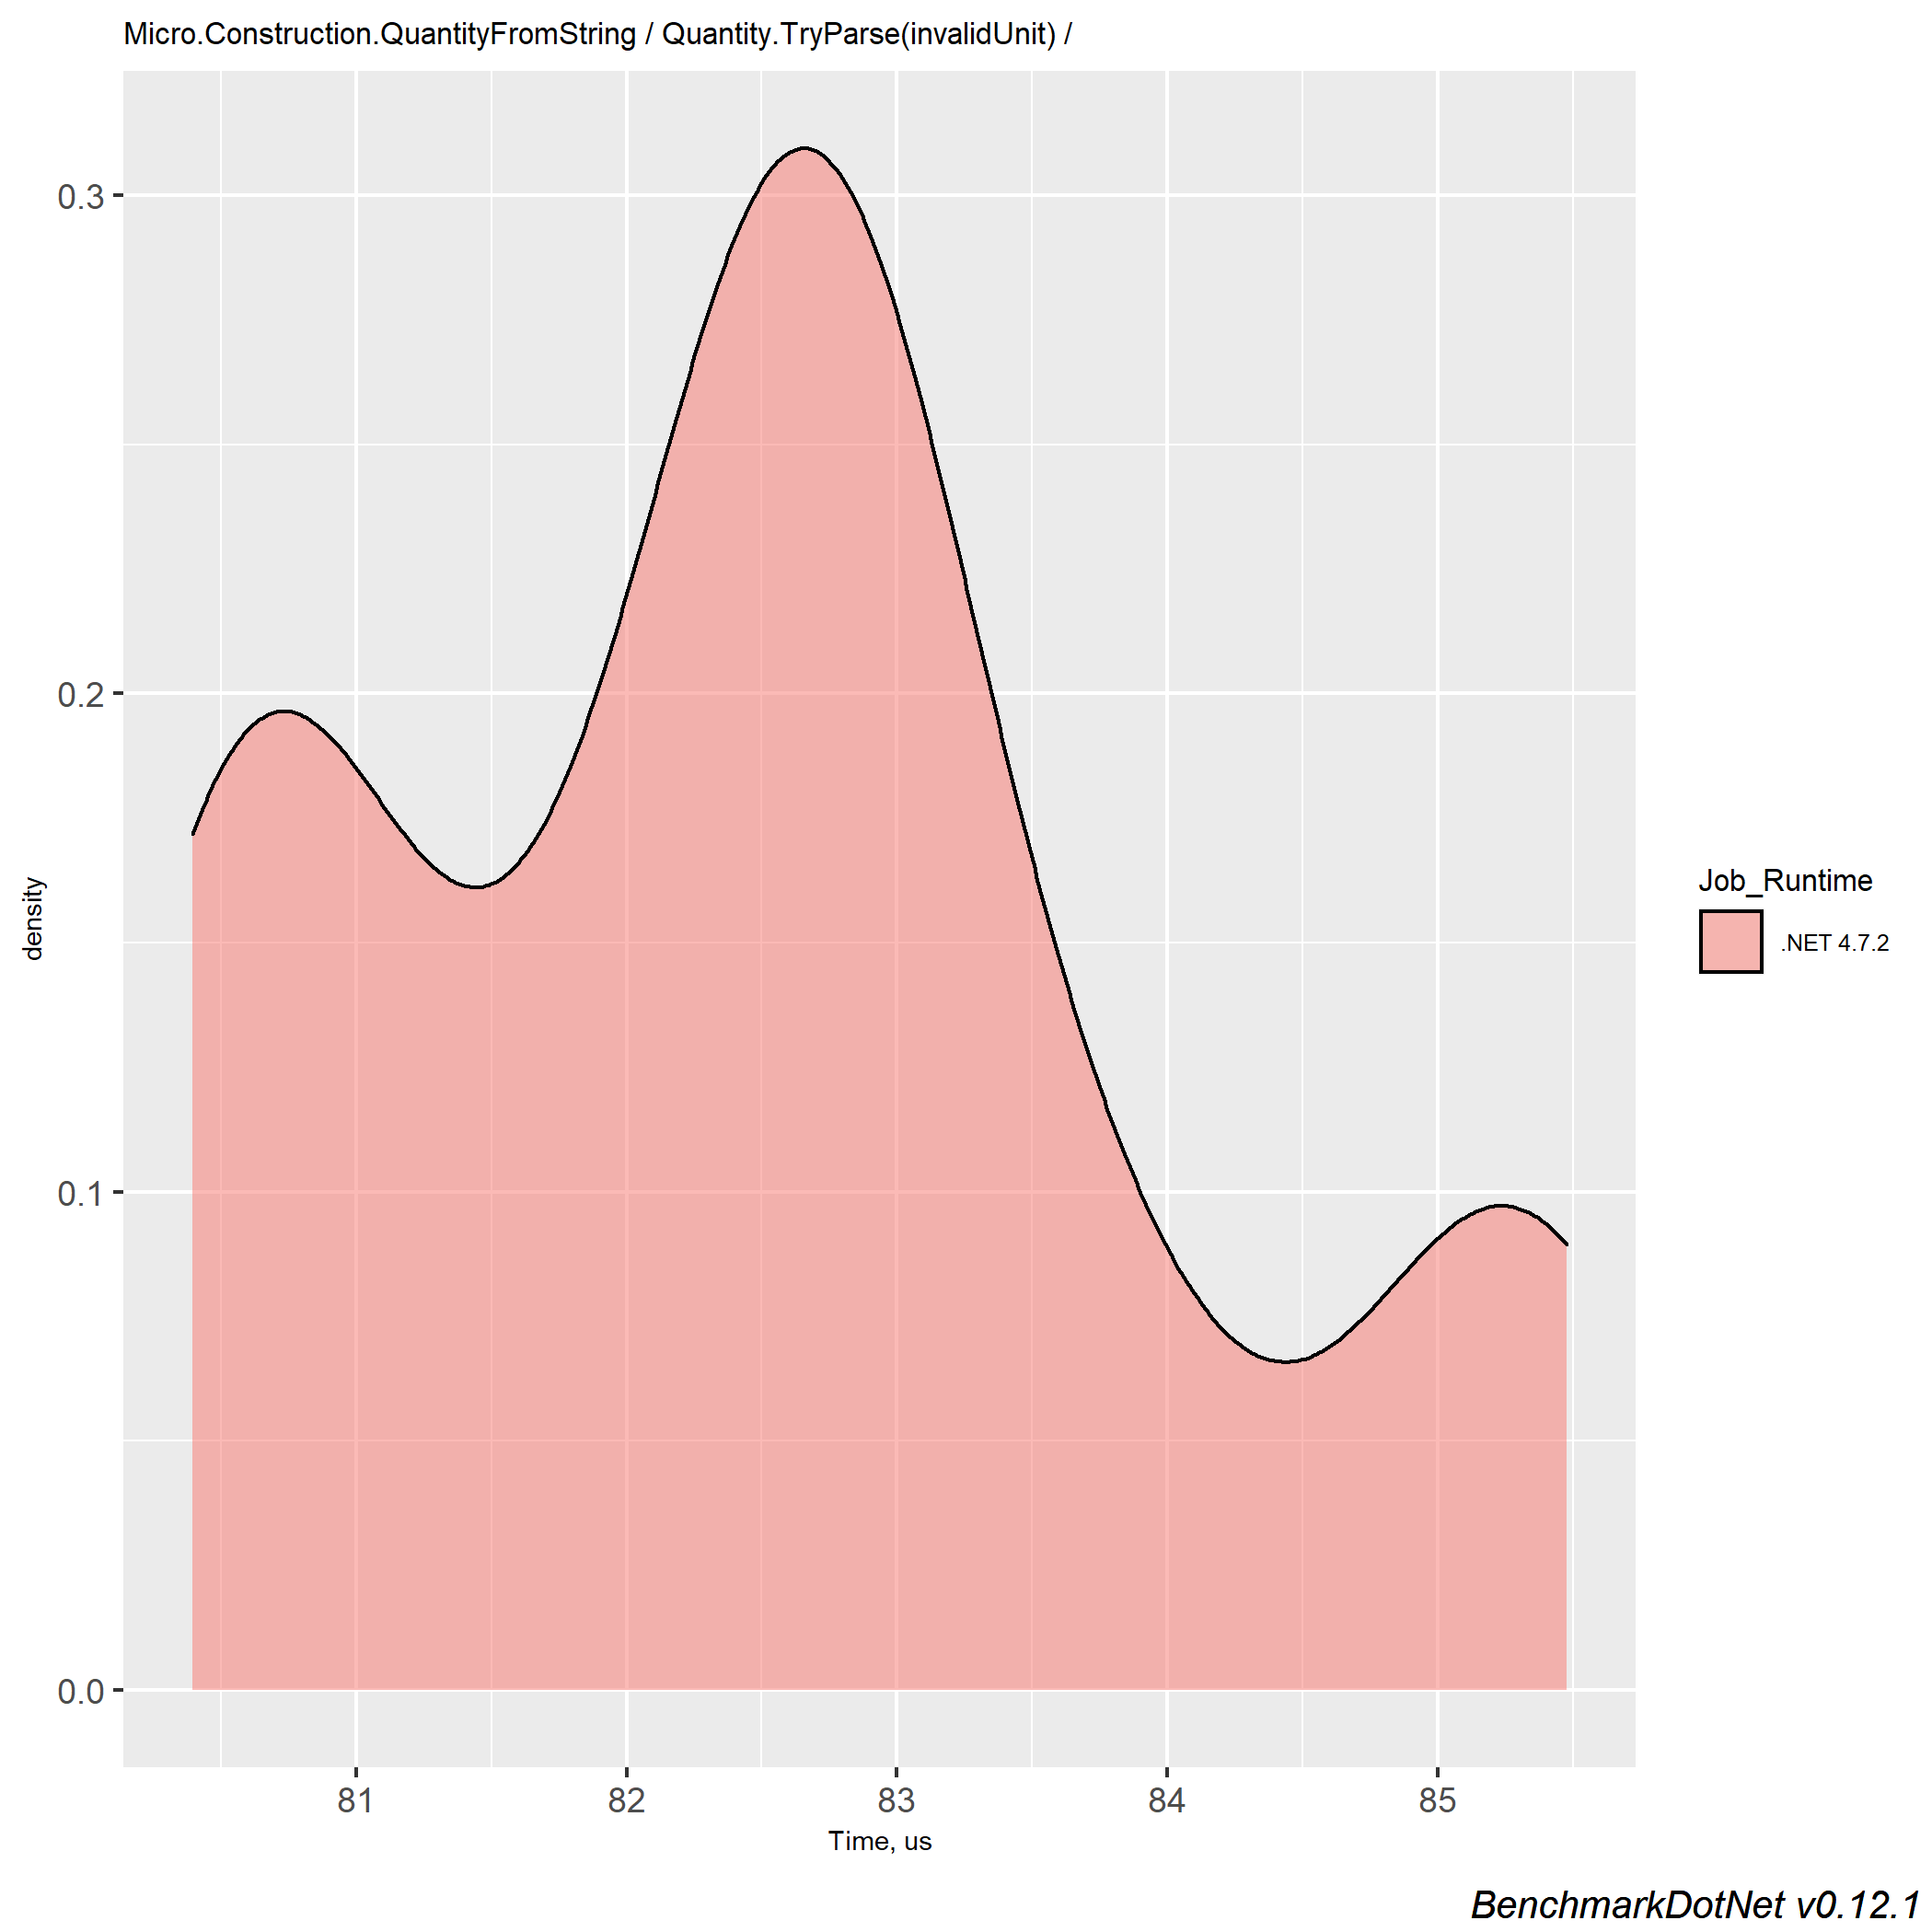 Micro.Construction.QuantityFromString / Quantity.TryParse(invalidUnit) /
0.3
0.2
0.1
0.0
density
81 82 83 84 85
Time, us
Job_Runtime
.NET 4.7.2
BenchmarkDotNet v0.12.1